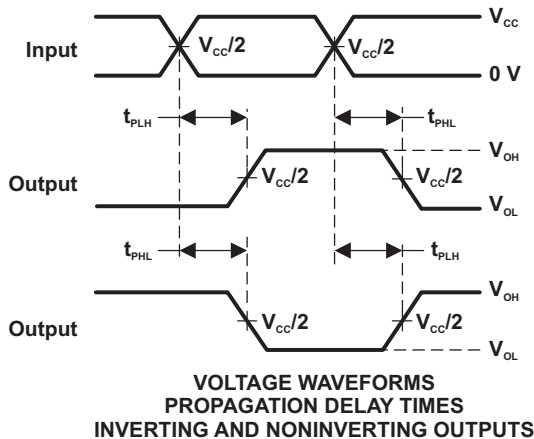 V_CC
Input
V_CC/2
V_CC/2
0 V
t_PLH
t_PHL
V_OH
Output
V_CC/2
V_CC/2
V_OL
t_PHL
t_PLH
V_OH
Output
V_CC/2
V_CC/2
V_OL
VOLTAGE WAVEFORMS
PROPAGATION DELAY TIMES
INVERTING AND NONINVERTING OUTPUTS